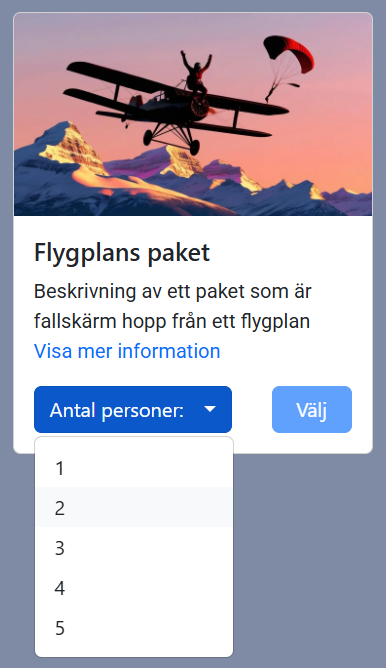 Flygplans paket
Beskrivning av ett paket som är
fallskärm hopp från ett flygplan
Visa mer information
Antal personer:
Välj
1
2
3
4
5